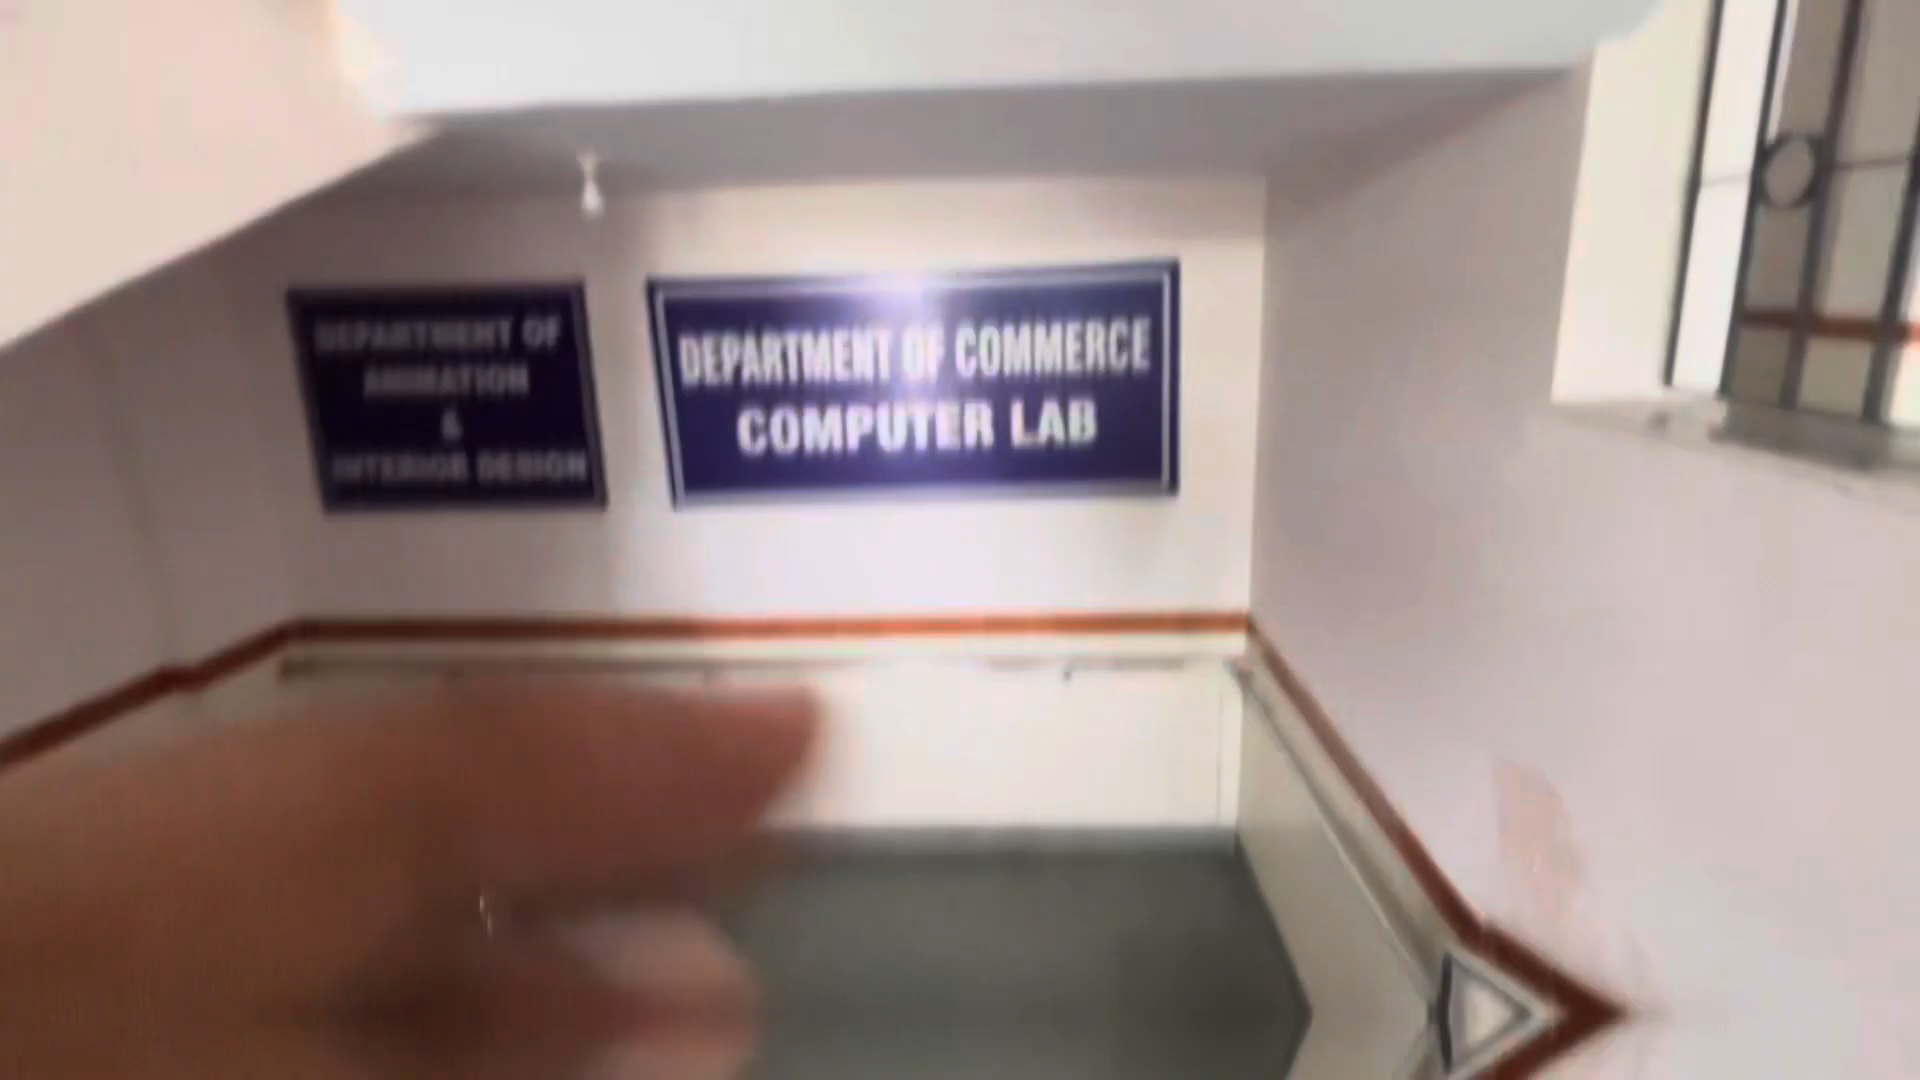 DEPARTMENT OF
ANIMATION
&
INTERIOR DESIGN
DEPARTMENT OF COMMERCE
COMPUTER LAB